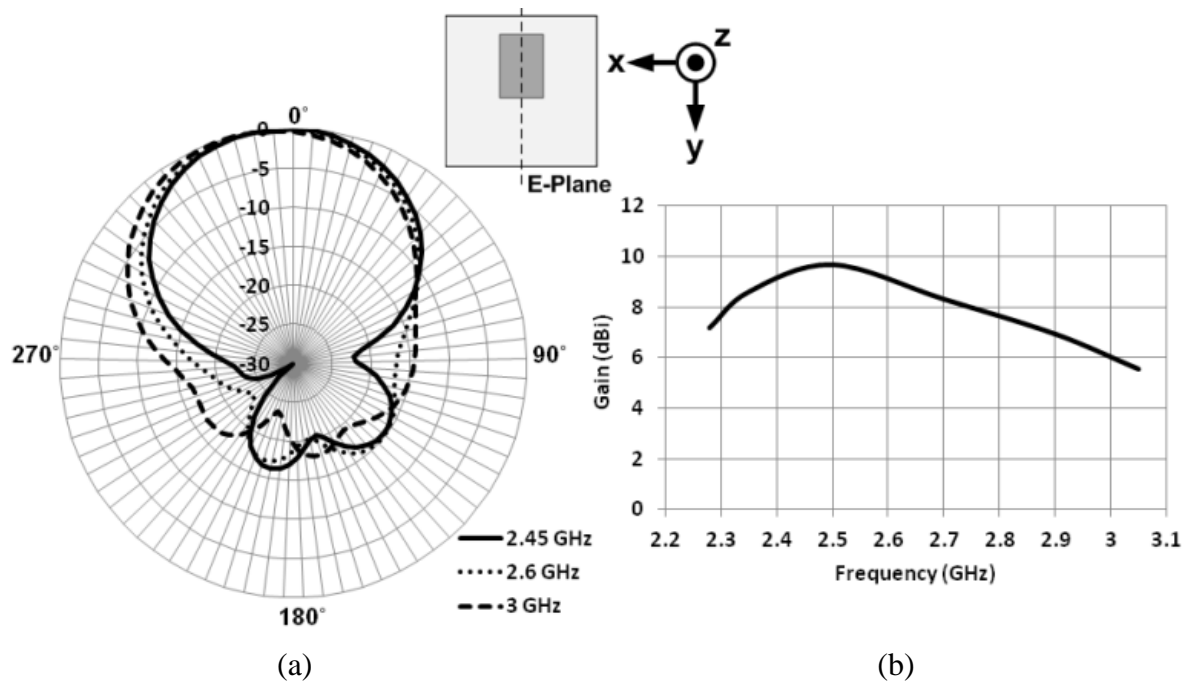 z
x
y
E-Plane
0°
0
-5
-10
-15
-20
-25
-30
270°
90°
180°
2.45 GHz
2.6 GHz
3 GHz
12
10
8
6
4
2
0
Gain (dBi)
2.2 2.3 2.4 2.5 2.6 2.7 2.8 2.9 3 3.1
Frequency (GHz)
(a) (b)